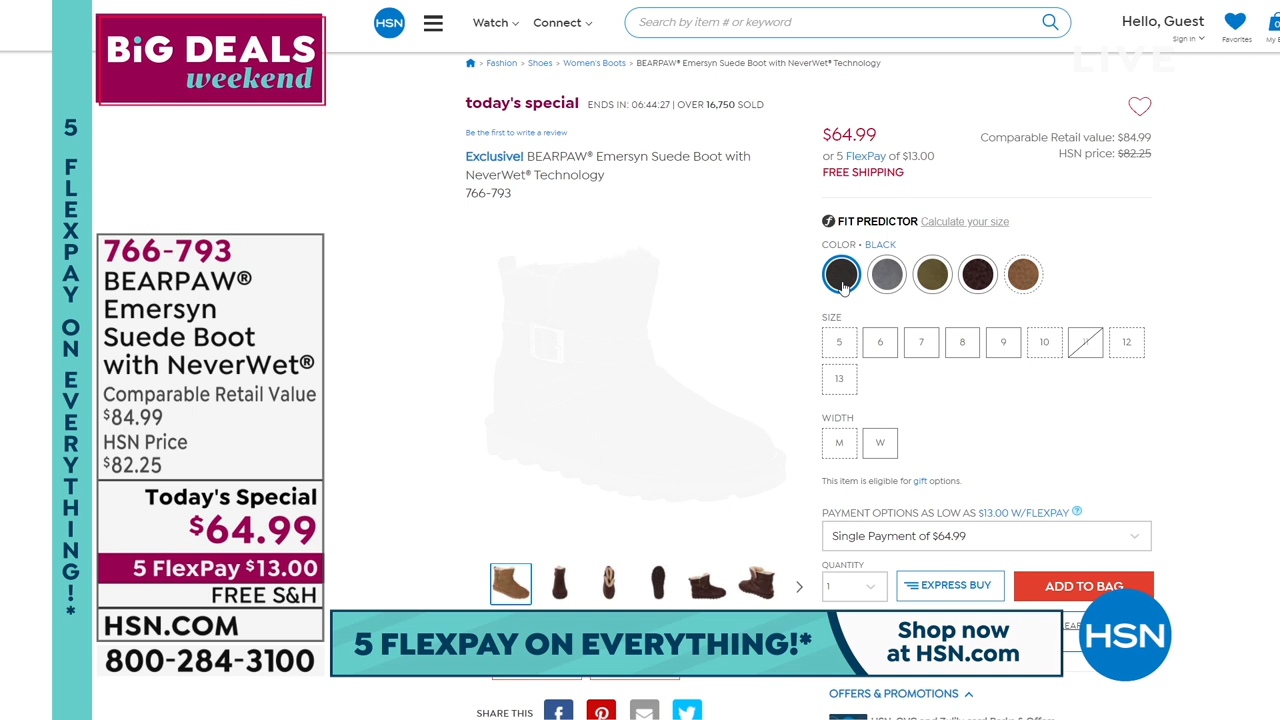 BiG DEALS
weekend
5 FLEXPAY ON EVERYTHING!*
766-793
BEARPAW®
Emersyn
Suede Boot
with NeverWet®
Comparable Retail Value
$84.99
HSN Price
$82.25
Today's Special
$64.99
5 FlexPay $13.00
FREE S&H
HSN.COM
800-284-3100
HSN
Watch
Connect
Search by item # or keyword
Hello, Guest
Sign In
Favorites
0
LIVE
> Fashion > Shoes > Women's Boots > BEARPAW® Emersyn Suede Boot with NeverWet® Technology
today's special ENDS IN: 06:44:27 | OVER 16,750 SOLD
Be the first to write a review
Exclusive! BEARPAW® Emersyn Suede Boot with
NeverWet® Technology
766-793
$64.99
or 5 FlexPay of $13.00
FREE SHIPPING
Comparable Retail value: $84.99
HSN price: $82.25
FIT PREDICTOR Calculate your size
COLOR • BLACK
SIZE
5 6 7 8 9 10 11 12
13
WIDTH
M W
This item is eligible for gift options.
PAYMENT OPTIONS AS LOW AS $13.00 W/FLEXPAY
Single Payment of $64.99
QUANTITY
1
EXPRESS BUY
ADD TO BAG
5 FLEXPAY ON EVERYTHING!*
Shop now
at HSN.com
HSN
OFFERS & PROMOTIONS
SHARE THIS